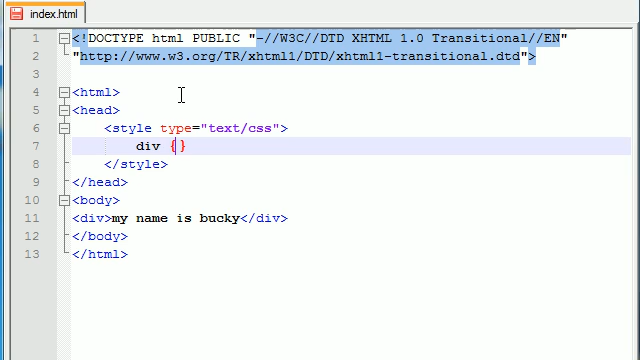 index.html
1 <!DOCTYPE html PUBLIC "-//W3C//DTD XHTML 1.0 Transitional//EN"
2 "http://www.w3.org/TR/xhtml1/DTD/xhtml1-transitional.dtd">
3
4 <html>
5 <head>
6 <style type="text/css">
7 div {}
8 </style>
9 </head>
10 <body>
11 <div>my name is bucky</div>
12 </body>
13 </html>